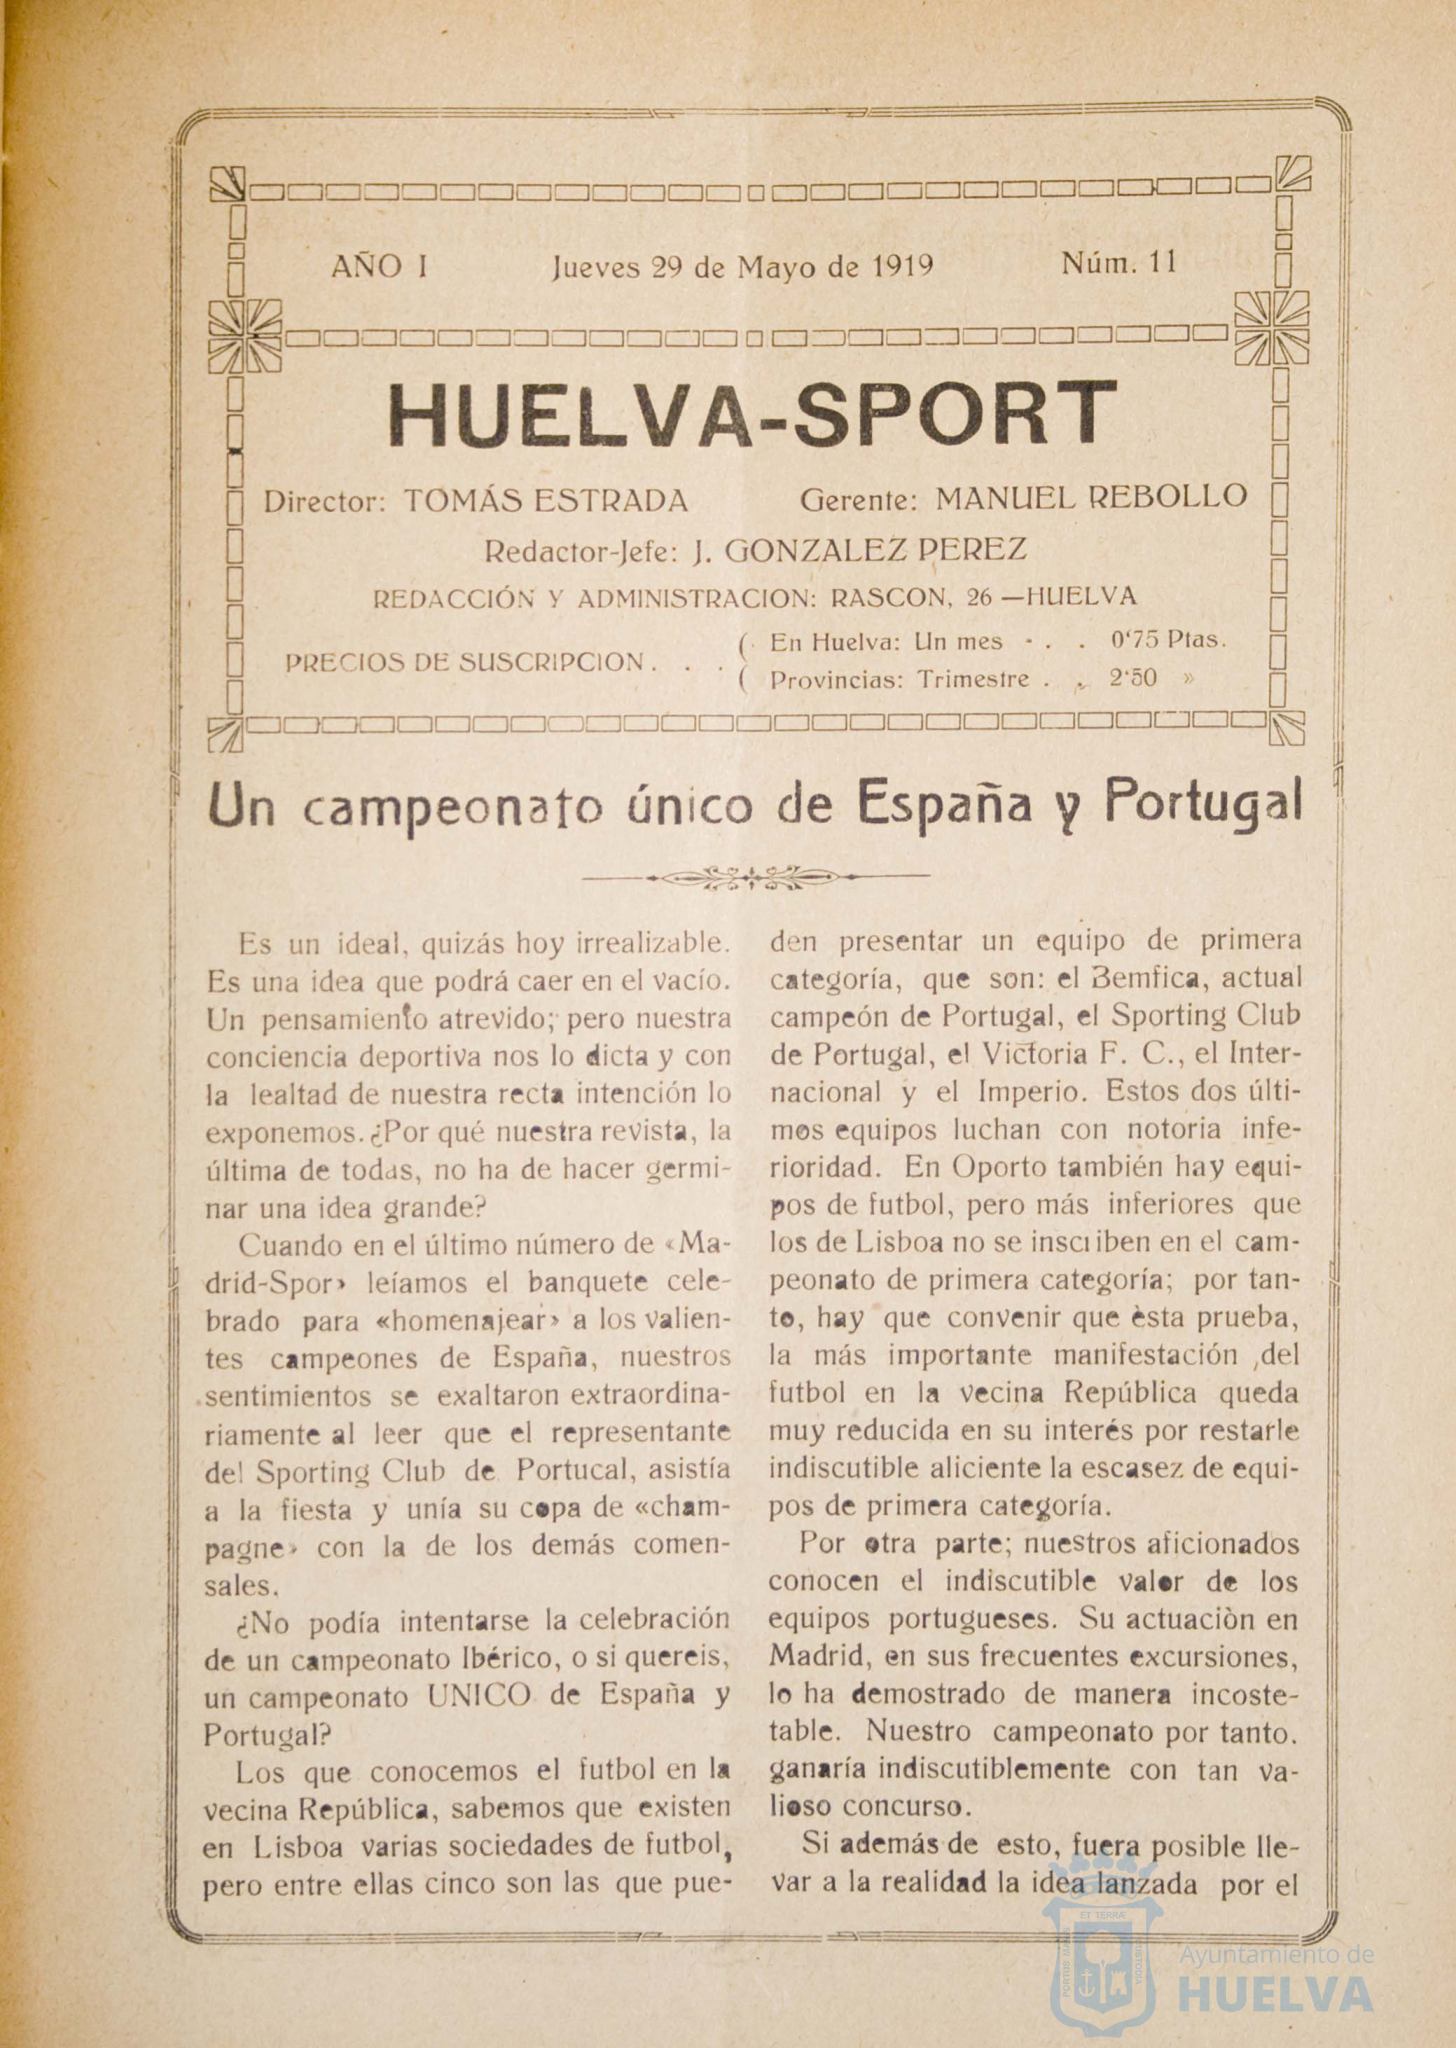 AÑO I Jueves 29 de Mayo de 1919 Núm. 11
HUELVA-SPORT
Director: TOMÁS ESTRADA Gerente: MANUEL REBOLLO
Redactor-Jefe: J. GONZALEZ PEREZ
REDACCIÓN Y ADMINISTRACION: RASCON, 26 —HUELVA
PRECIOS DE SUSCRIPCION . . . ( En Huelva: Un mes - . . 0'75 Ptas.
( Provincias: Trimestre . . 2'50 »
Un campeonato único de España y Portugal
Es un ideal, quizás hoy irrealizable.
Es una idea que podrá caer en el vacío.
Un pensamiento atrevido; pero nuestra
conciencia deportiva nos lo dicta y con
la lealtad de nuestra recta intención lo
exponemos. ¿Por qué nuestra revista, la
última de todas, no ha de hacer germi-
nar una idea grande?
Cuando en el último número de «Ma-
drid-Spor» leíamos el banquete cele-
brado para «homenajear» a los valien-
tes campeones de España, nuestros
sentimientos se exaltaron extraordina-
riamente al leer que el representante
del Sporting Club de Portucal, asistía
a la fiesta y unía su copa de «cham-
pagne» con la de los demás comen-
sales.
¿No podía intentarse la celebración
de un campeonato Ibérico, o si quereis,
un campeonato UNICO de España y
Portugal?
Los que conocemos el futbol en la
vecina República, sabemos que existen
en Lisboa varias sociedades de futbol,
pero entre ellas cinco son las que pue-
den presentar un equipo de primera
categoría, que son: el Bemfica, actual
campeón de Portugal, el Sporting Club
de Portugal, el Victoria F. C., el Inter-
nacional y el Imperio. Estos dos últi-
mos equipos luchan con notoria infe-
rioridad. En Oporto también hay equi-
pos de futbol, pero más inferiores que
los de Lisboa no se insciiben en el cam-
peonato de primera categoría; por tan-
to, hay que convenir que èsta prueba,
la más importante manifestación del
futbol en la vecina República queda
muy reducida en su interés por restarle
indiscutible aliciente la escasez de equi-
pos de primera categoría.
Por otra parte; nuestros aficionados
conocen el indiscutible valor de los
equipos portugueses. Su actuaciòn en
Madrid, en sus frecuentes excursiones,
lo ha demostrado de manera incoste-
table. Nuestro campeonato por tanto.
ganaría indiscutiblemente con tan va-
lioso concurso.
Si además de esto, fuera posible lle-
var a la realidad la idea lanzada por el
ET TERRÆ
PORTUS MARIS
CUSTODIA
Ayuntamiento de
HUELVA